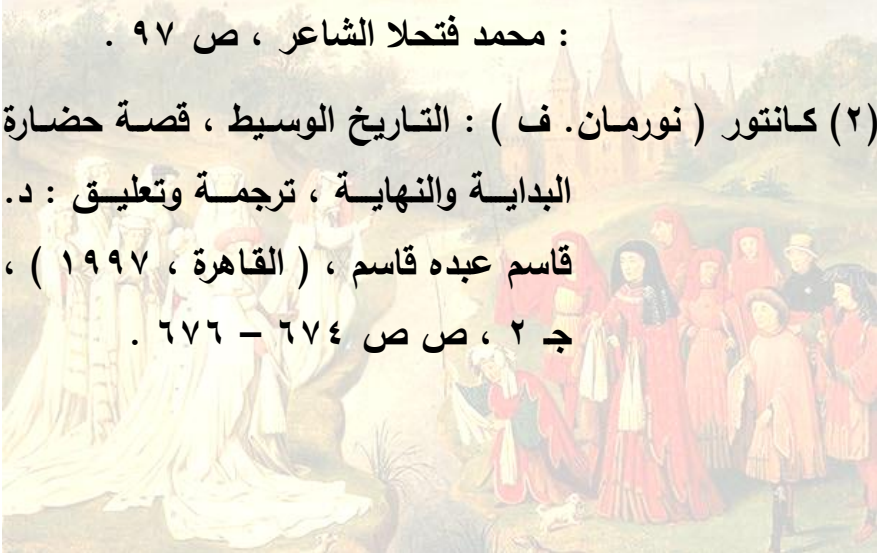 : محمد فتحلا الشاعر ، ص ٩٧ .
(٢) كانتور ( نورمان. ف ) : التاريخ الوسيط ، قصة حضارة
البداية والنهاية ، ترجمة وتعليق : د.
قاسم عبده قاسم ، ( القاهرة ، ١٩٩٧ ) ،
جـ ٢ ، ص ص ٦٧٤ – ٦٧٦ .